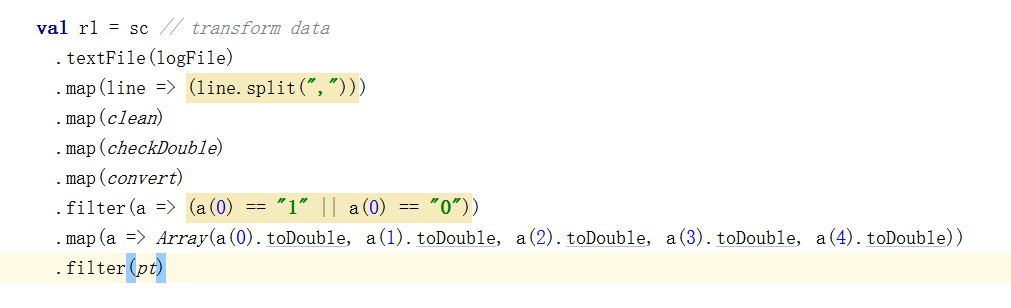 val rl = sc // transform data
.textFile(logFile)
.map(line => (line.split(",")))
.map(clean)
.map(checkDouble)
.map(convert)
.filter(a => (a(0) == "1" || a(0) == "0"))
.map(a => Array(a(0).toDouble, a(1).toDouble, a(2).toDouble, a(3).toDouble, a(4).toDouble))
.filter(pt)